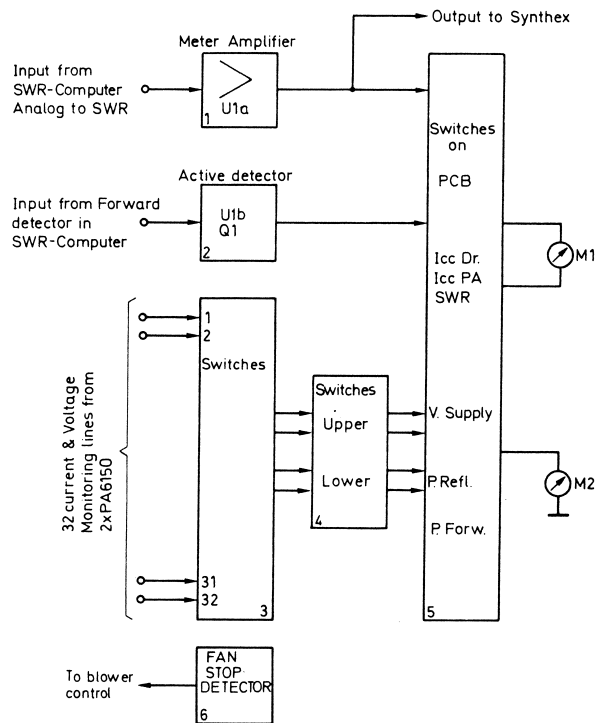 Output to Synthex
Meter Amplifier
Input from
SWR-Computer
Analog to SWR
U1a
1
Switches
on
PCB
Active detector
Input from Forward
detector in
SWR-Computer
U1b
Q1
2
Icc Dr.
Icc PA
SWR
M1
1
2
Switches
32 current & Voltage
Monitoring lines from
2xPA6150
Switches
Upper
Lower
4
V. Supply
P.Refl.
P. Forw.
M2
31
32
3
5
FAN
STOP-
DETECTOR
6
To blower
control